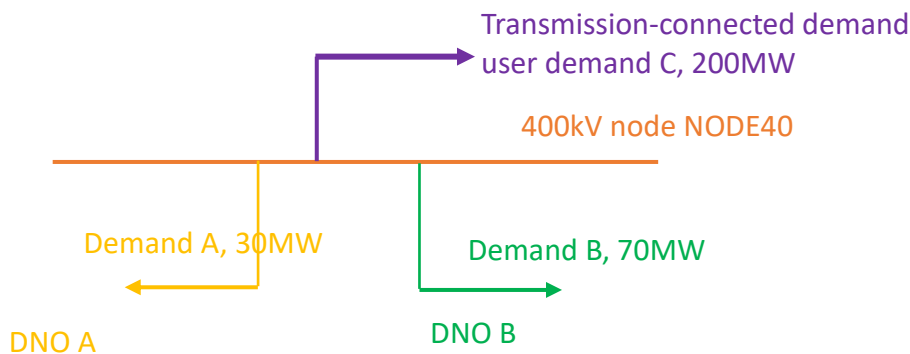 Transmission-connected demand
user demand C, 200MW
400kV node NODE40
Demand A, 30MW
Demand B, 70MW
DNO A
DNO B